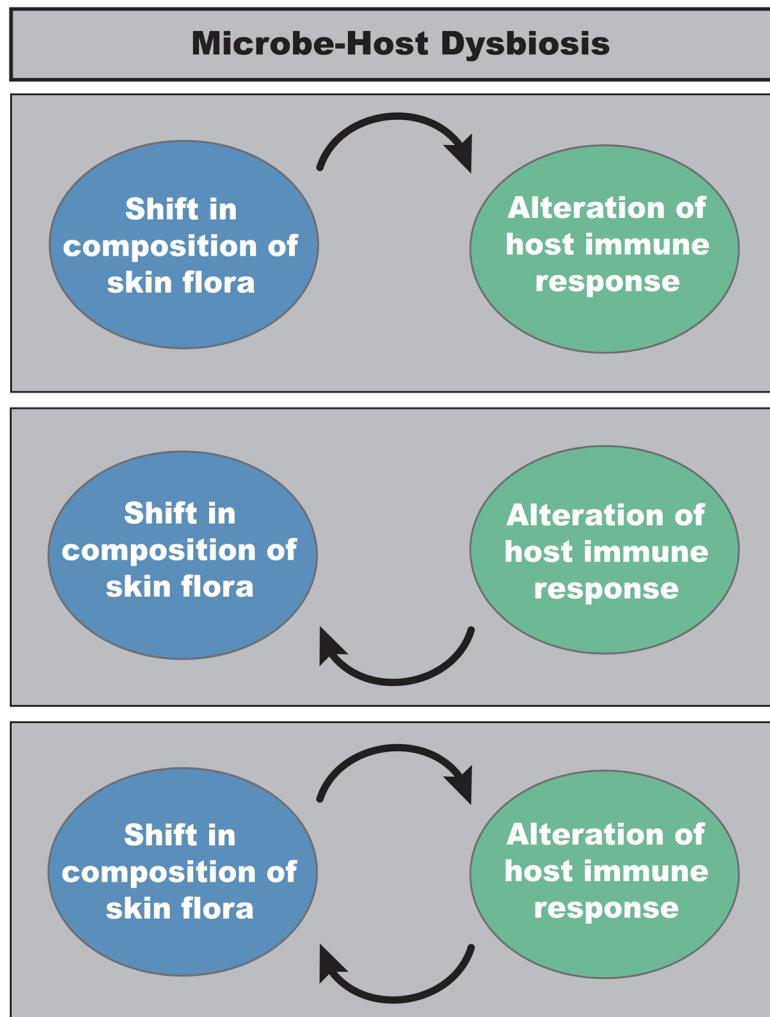 Microbe-Host Dysbiosis
Shift in
composition of
skin flora
Alteration of
host immune
response
Shift in
composition of
skin flora
Alteration of
host immune
response
Shift in
composition of
skin flora
Alteration of
host immune
response